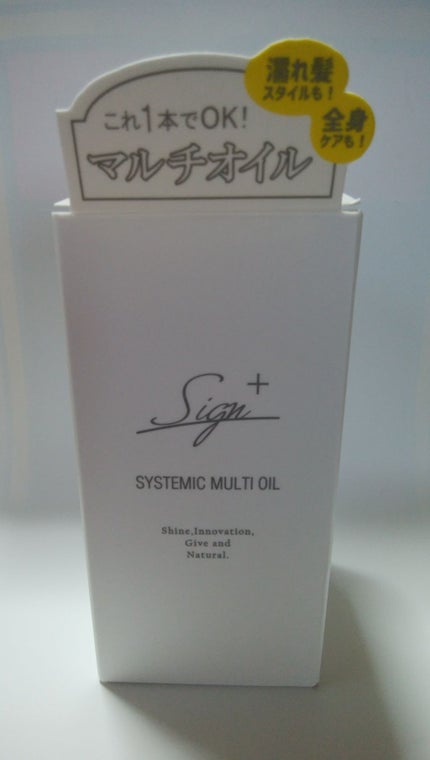 濡れ髪
スタイルも!
全身
ケアも!
これ1本でOK!
マルチオイル
Sign+
SYSTEMIC MULTI OIL
Shine,Innovation,
Give and
Natural.